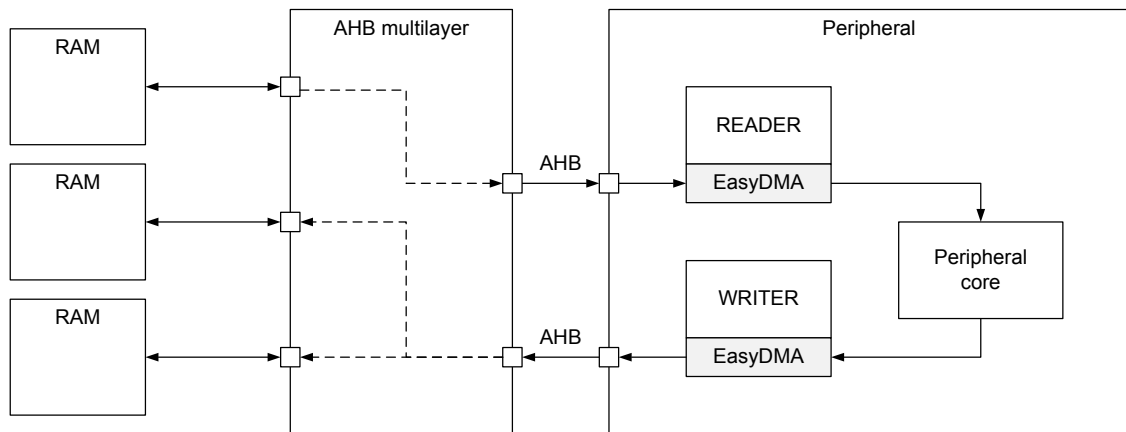 AHB multilayer
Peripheral
RAM
RAM
RAM
AHB
AHB
READER
EasyDMA
WRITER
EasyDMA
Peripheral
core